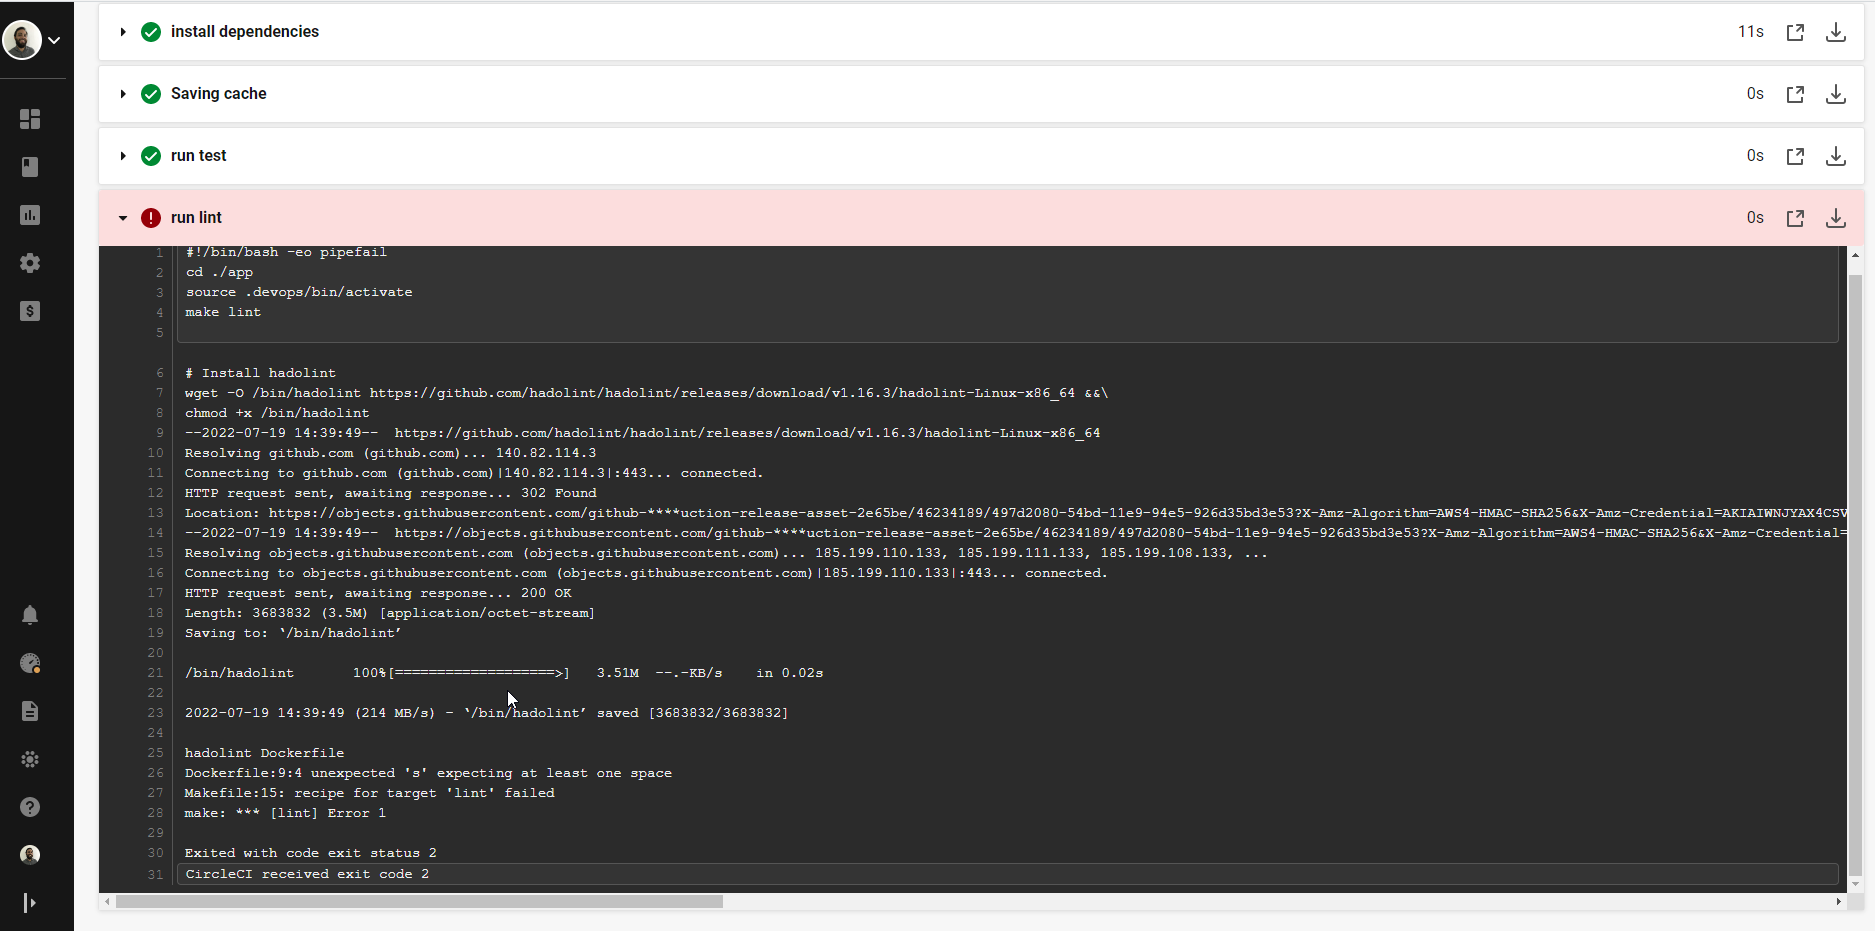 install dependencies 11s
Saving cache 0s
run test 0s
run lint 0s
1 #!/bin/bash -eo pipefail
2 cd ./app
3 source .devops/bin/activate
4 make lint
5
6 # Install hadolint
7 wget -O /bin/hadolint https://github.com/hadolint/hadolint/releases/download/v1.16.3/hadolint-Linux-x86_64 &&\
8 chmod +x /bin/hadolint
9 --2022-07-19 14:39:49--  https://github.com/hadolint/hadolint/releases/download/v1.16.3/hadolint-Linux-x86_64
10 Resolving github.com (github.com)... 140.82.114.3
11 Connecting to github.com (github.com)|140.82.114.3|:443... connected.
12 HTTP request sent, awaiting response... 302 Found
13 Location: https://objects.githubusercontent.com/github-****uction-release-asset-2e65be/46234189/497d2080-54bd-11e9-94e5-926d35bd3e53?X-Amz-Algorithm=AWS4-HMAC-SHA256&X-Amz-Credential=AKIAIWNJYAX4CSV
14 --2022-07-19 14:39:49--  https://objects.githubusercontent.com/github-****uction-release-asset-2e65be/46234189/497d2080-54bd-11e9-94e5-926d35bd3e53?X-Amz-Algorithm=AWS4-HMAC-SHA256&X-Amz-Credential=
15 Resolving objects.githubusercontent.com (objects.githubusercontent.com)... 185.199.110.133, 185.199.111.133, 185.199.108.133, ...
16 Connecting to objects.githubusercontent.com (objects.githubusercontent.com)|185.199.110.133|:443... connected.
17 HTTP request sent, awaiting response... 200 OK
18 Length: 3683832 (3.5M) [application/octet-stream]
19 Saving to: ‘/bin/hadolint’
20
21 /bin/hadolint       100%[===================>]   3.51M  --.-KB/s    in 0.02s
22
23 2022-07-19 14:39:49 (214 MB/s) - ‘/bin/hadolint’ saved [3683832/3683832]
24
25 hadolint Dockerfile
26 Dockerfile:9:4 unexpected 's' expecting at least one space
27 Makefile:15: recipe for target 'lint' failed
28 make: *** [lint] Error 1
29
30 Exited with code exit status 2
31 CircleCI received exit code 2